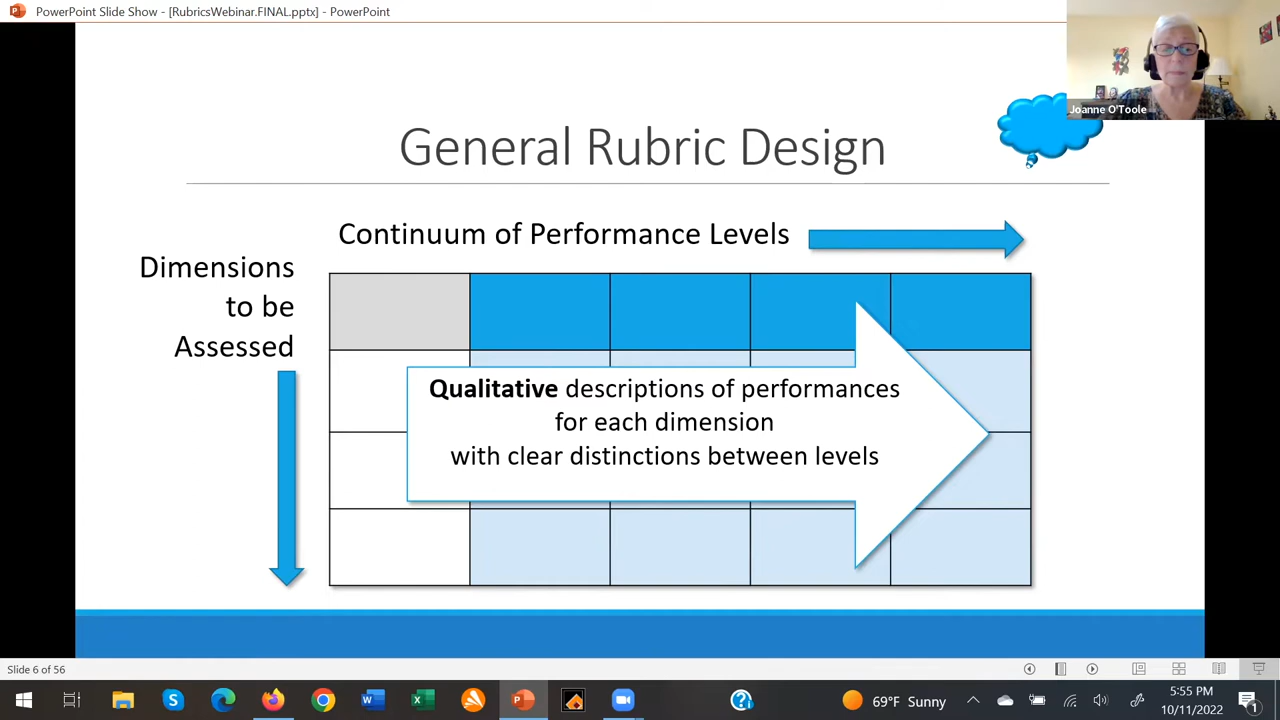 PowerPoint Slide Show - [RubricsWebinar.FINAL.pptx] - PowerPoint
Joanne O'Toole
General Rubric Design
Continuum of Performance Levels
Dimensions
to be
Assessed
Qualitative descriptions of performances
for each dimension
with clear distinctions between levels
Slide 6 of 56
69°F Sunny
5:55 PM
10/11/2022
1